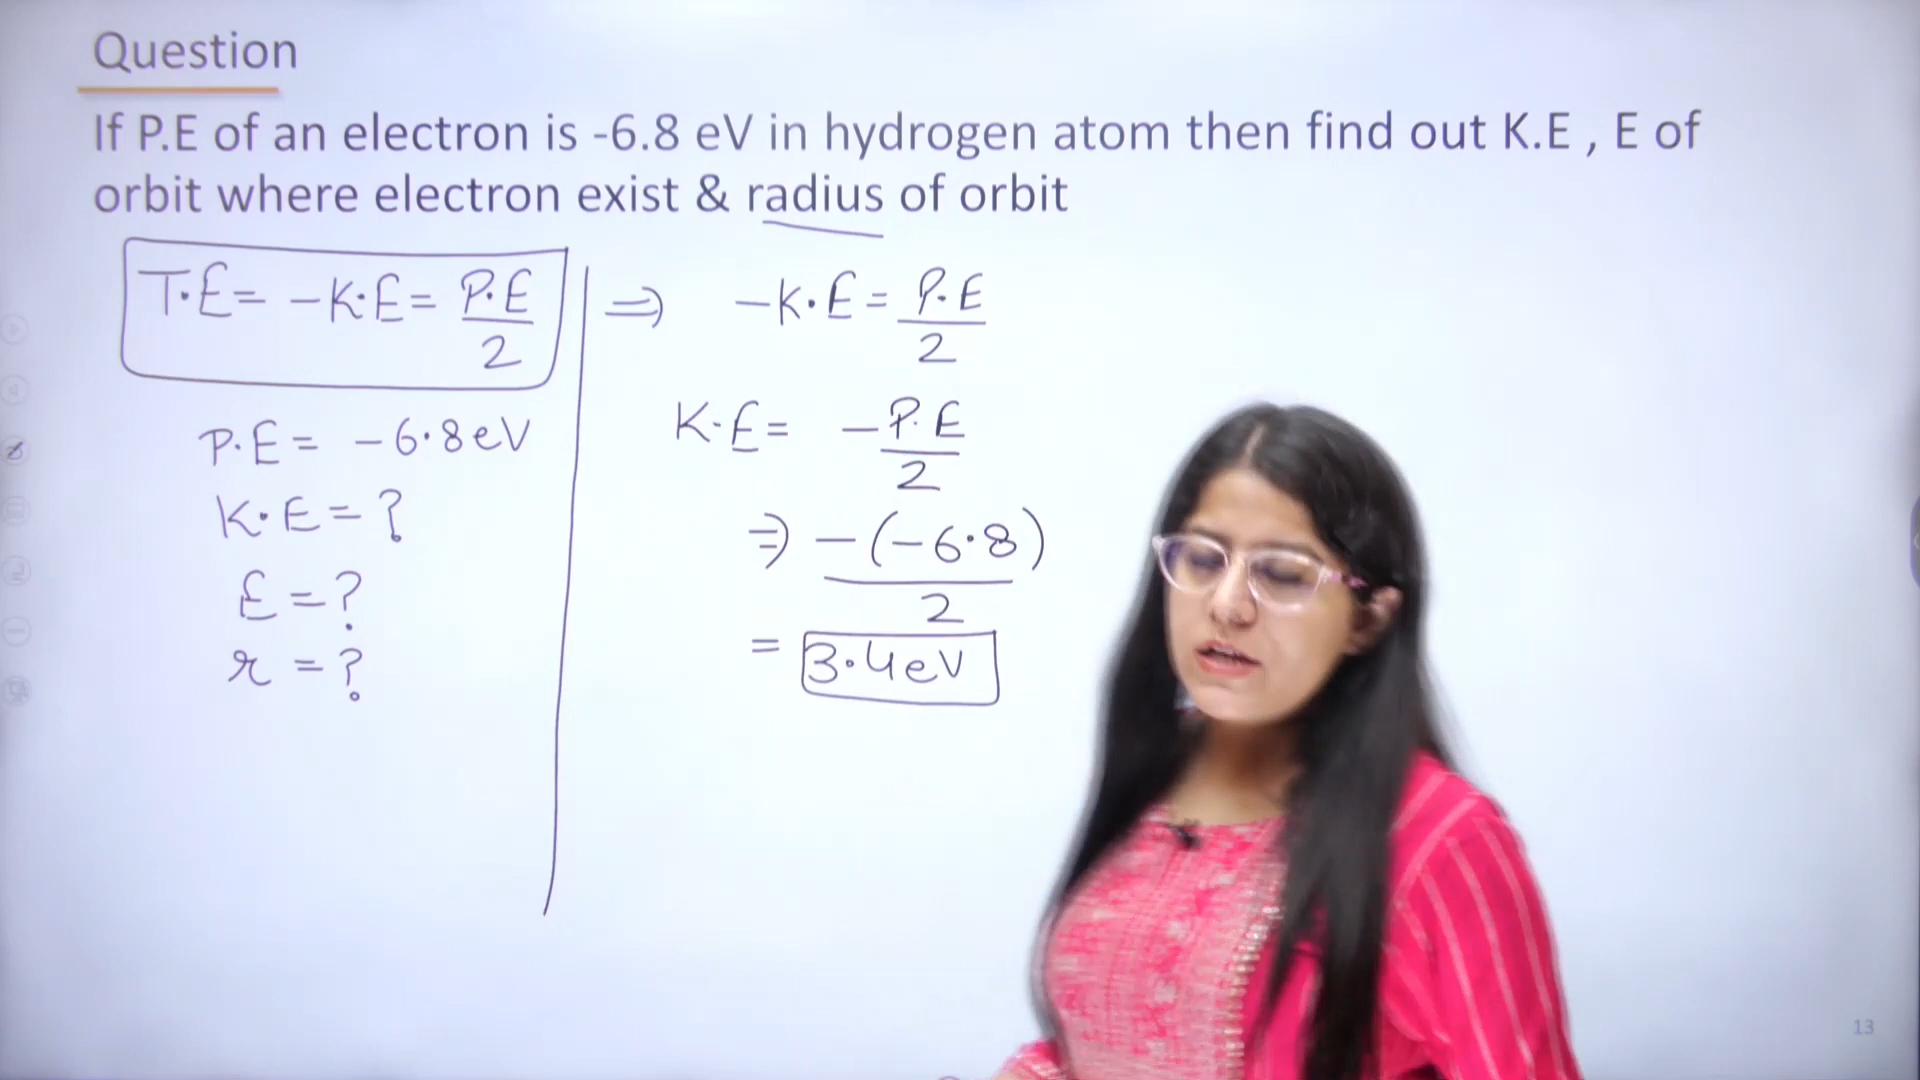 Question
If P.E of an electron is -6.8 eV in hydrogen atom then find out K.E , E of
orbit where electron exist & radius of orbit
T.E = -K.E = P.E/2
P.E = -6.8eV
K.E = ?
E = ?
r = ?
⇒ -K.E = P.E/2
K.E = -P.E/2
⇒ -(-6.8)/2
= 3.4eV
13